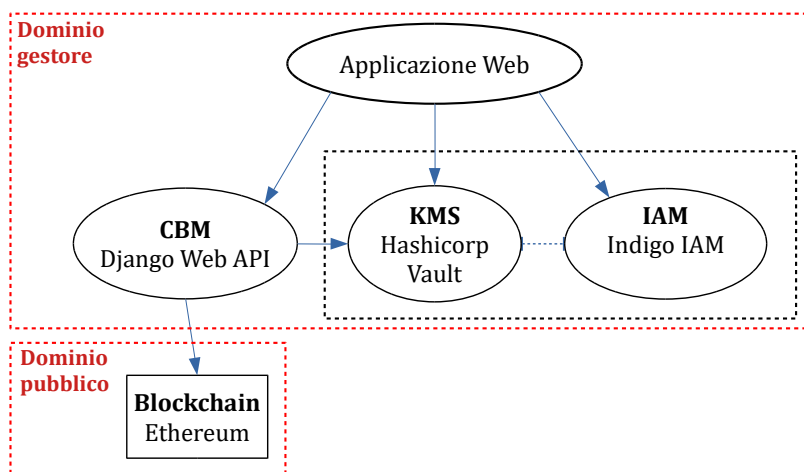 Dominio
gestore
Applicazione Web
CBM
Django Web API
KMS
Hashicorp
Vault
IAM
Indigo IAM
Dominio
pubblico
Blockchain
Ethereum